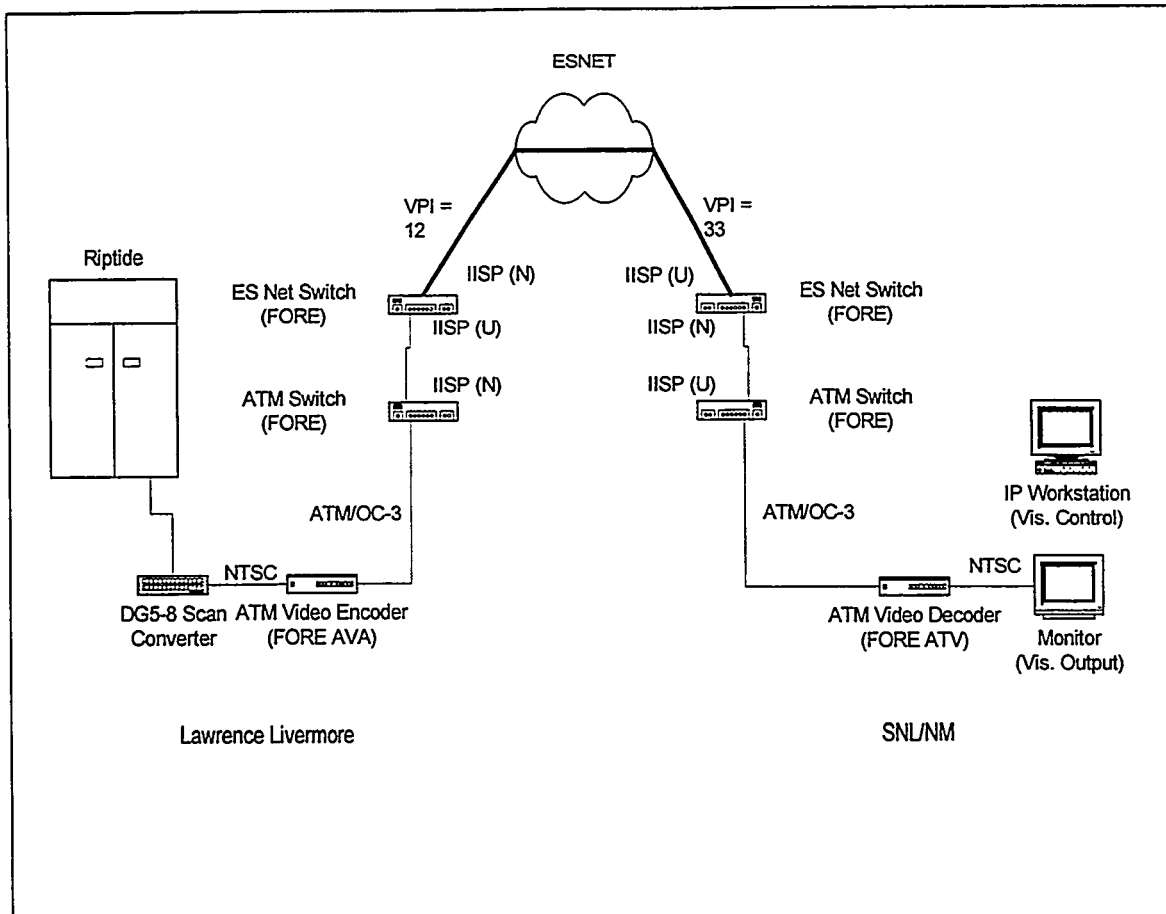 ESNET
VPI =
12
VPI =
33
Riptide
IISP (N)
IISP (U)
ES Net Switch
(FORE)
ES Net Switch
(FORE)
IISP (U)
IISP (N)
IISP (N)
IISP (U)
ATM Switch
(FORE)
ATM Switch
(FORE)
IP Workstation
(Vis. Control)
ATM/OC-3
ATM/OC-3
NTSC
NTSC
DG5-8 Scan
Converter
ATM Video Encoder
(FORE AVA)
ATM Video Decoder
(FORE ATV)
Monitor
(Vis. Output)
Lawrence Livermore
SNL/NM